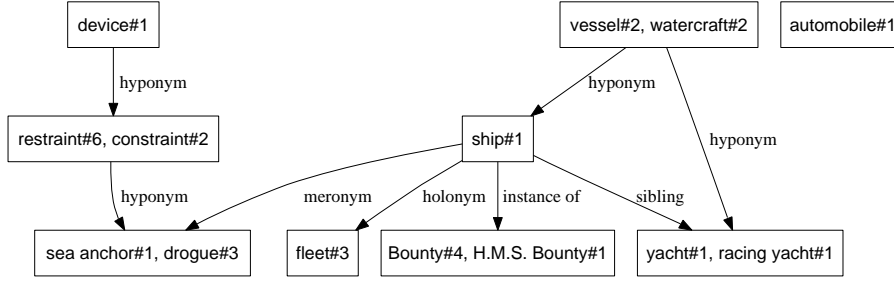 device#1
vessel#2, watercraft#2
automobile#1
hyponym
hyponym
restraint#6, constraint#2
ship#1
hyponym
hyponym
meronym
holonym
instance of
sibling
sea anchor#1, drogue#3
fleet#3
Bounty#4, H.M.S. Bounty#1
yacht#1, racing yacht#1